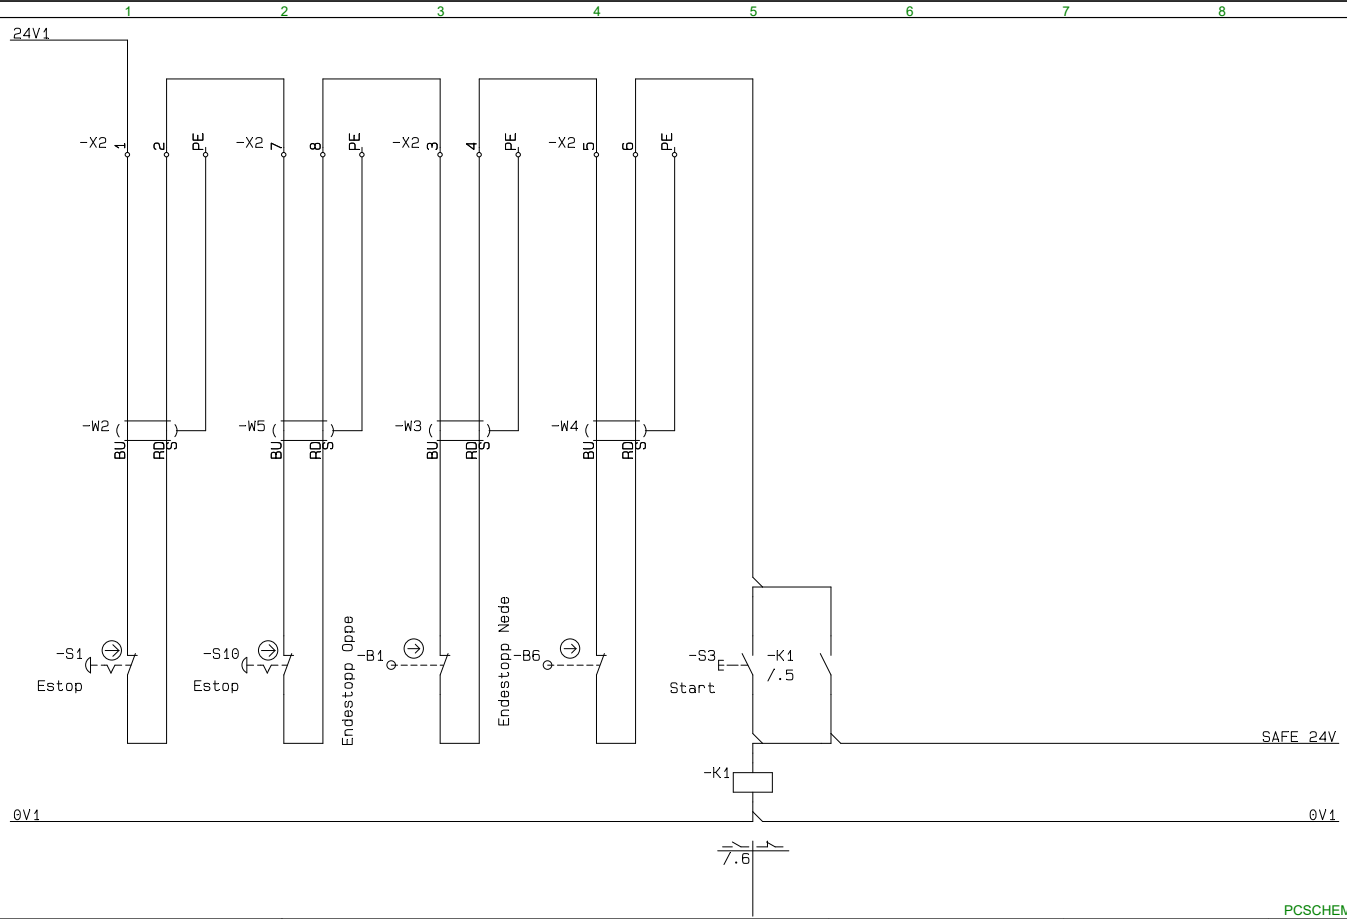 1 2 3 4 5 6 7 8
24V1
-X2 1 2 PE -X2 7 8 PE -X2 3 4 PE -X2 5 6 PE
-W2 -W5 -W3 -W4
BU RD S BU RD S BU RD S BU RD S
Endestopp Oppe
Endestopp Nede
-S1 -S10 -B1 -B6 -S3 -K1
/.5
Estop Estop Start
SAFE 24V
-K1
0V1 0V1
/.6
PCSCHEM